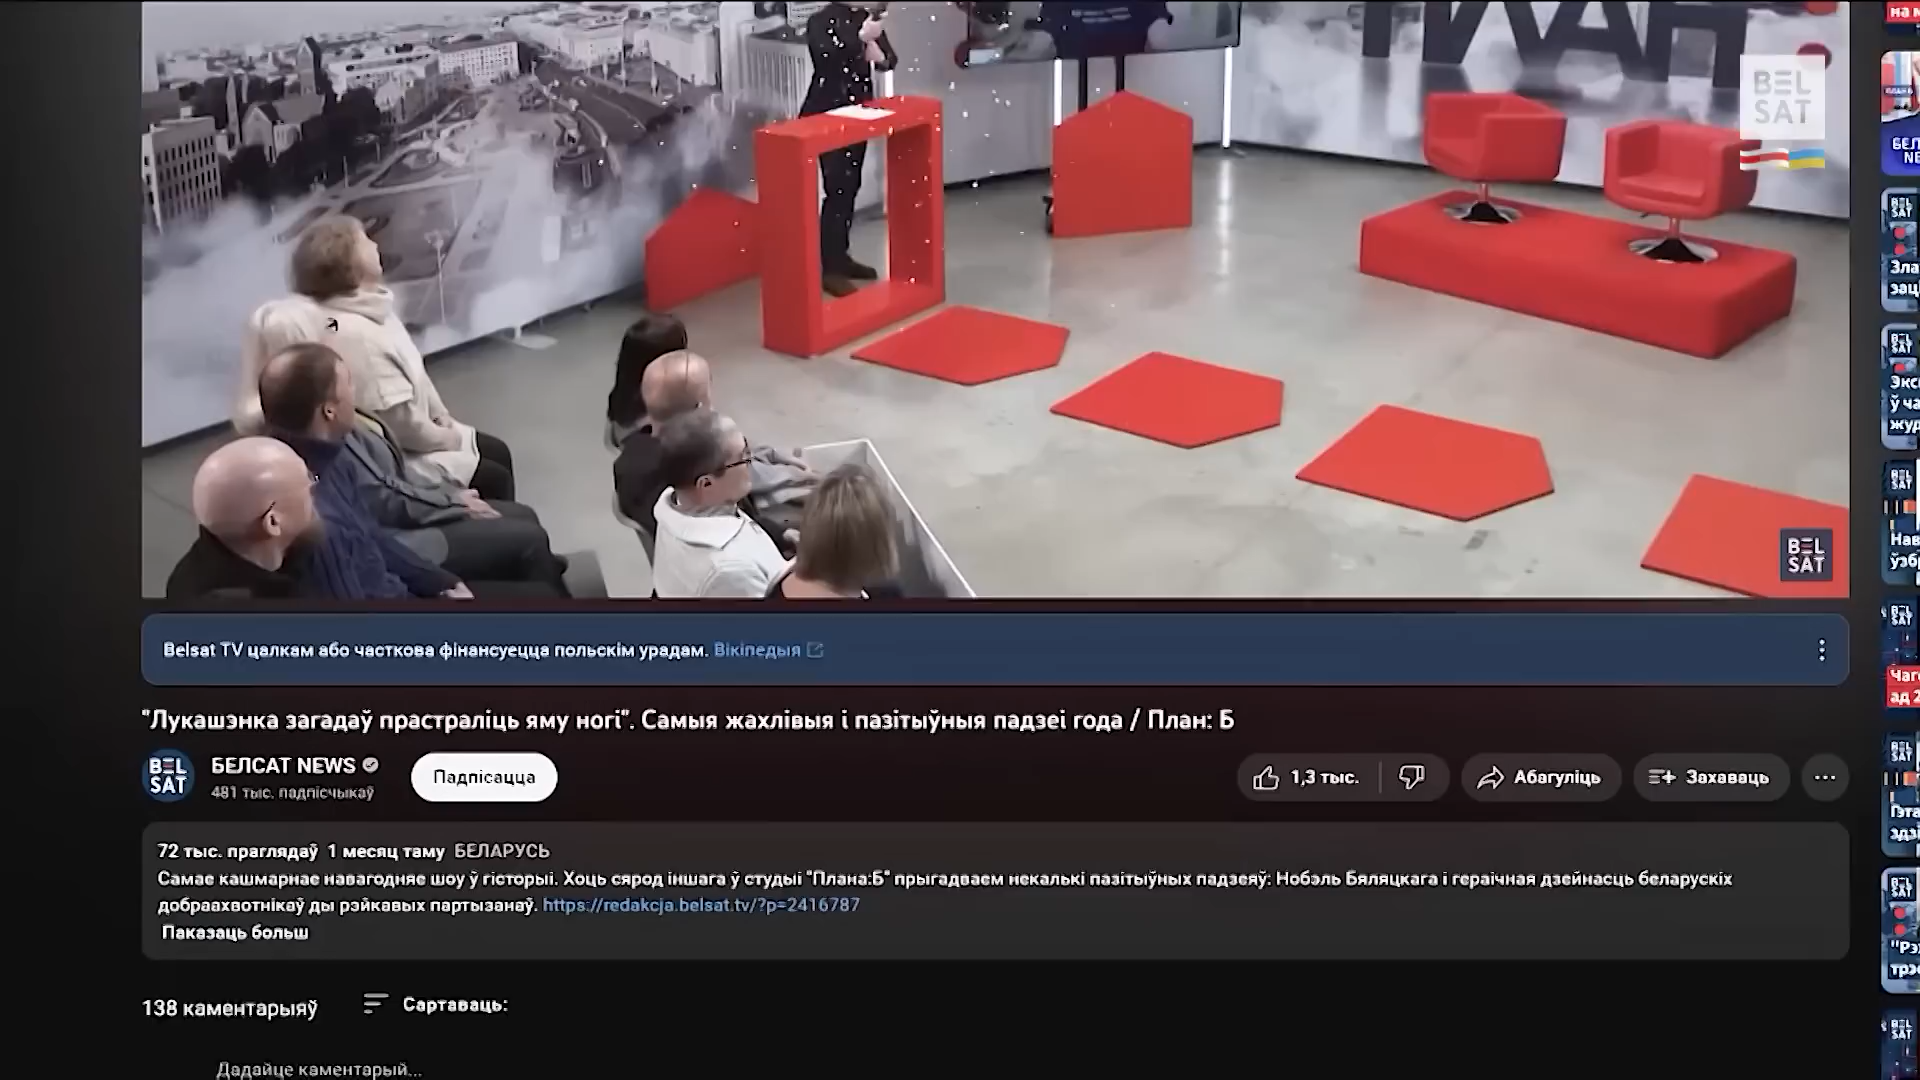 ПЛАН
BEL
SAT
BEL
SAT
Belsat TV цалкам або часткова фінансуецца польскім урадам. Вікіпедыя
"Лукашэнка загадаў прастраліць яму ногі". Самыя жахлівыя і пазітыўныя падзеі года / План: Б
BEL
SAT
БЕЛСАТ NEWS
481 тыс. падпісчыкаў
Падпісацца
1,3 тыс.
Абагуліць
Захаваць
72 тыс. праглядаў 1 месяц таму БЕЛАРУСЬ
Самае кашмарнае навагодняе шоу ў гісторыі. Хоць сярод іншага ў студыі "Плана:Б" прыгадваем некалькі пазітыўных падзеяў: Нобэль Бяляцкага і гераічная дзейнасць беларускіх
добраахвотнікаў ды рэйкавых партызанаў. https://redakcja.belsat.tv/?p=2416787
Паказаць больш
138 каментарыяў
Сартаваць:
Дадайце каментарый...